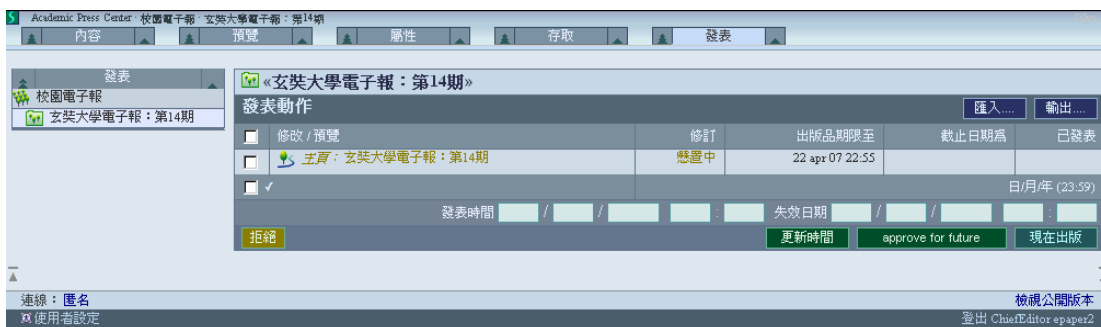 Academic Press Center · 校園電子報 · 玄奘大學電子報：第14期
內容 預覽 屬性 存取 發表
發表
校園電子報
玄奘大學電子報：第14期
«玄奘大學電子報：第14期»
發表動作 匯入.... 輸出....
修改 / 預覽 修訂 出版品期限至 截止日期爲 已發表
主頁： 玄奘大學電子報：第14期 懸置中 22 apr 07 22:55
✓ 日/月/年 (23:59)
發表時間 / / : 失效日期 / / :
拒絕 更新時間 approve for future 現在出版
連線： 匿名 檢視公開版本
使用者設定 登出 ChiefEditor epaper2